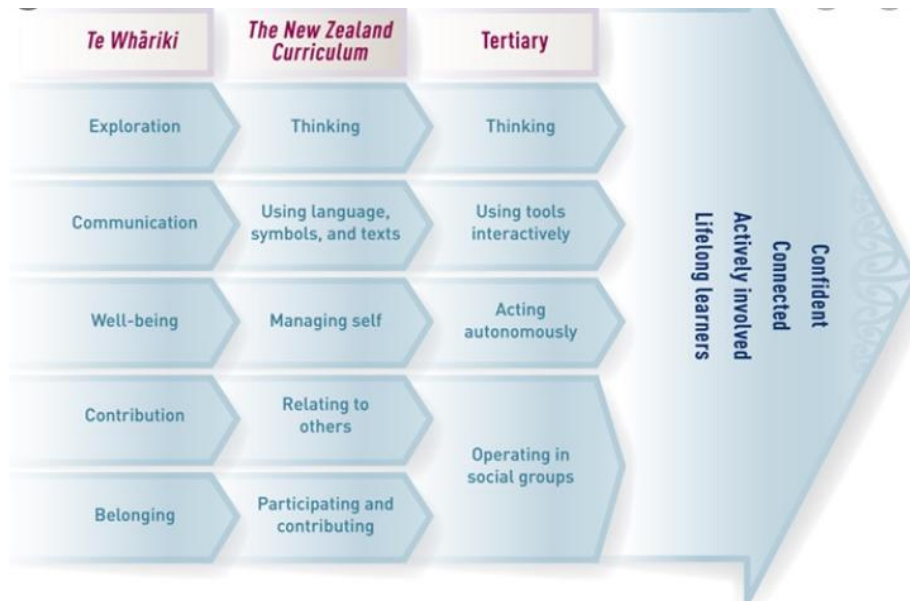 Te Whāriki
The New Zealand
Curriculum
Tertiary
Exploration
Thinking
Thinking
Communication
Using language,
symbols, and texts
Using tools
interactively
Well-being
Managing self
Acting
autonomously
Contribution
Relating to
others
Operating in
social groups
Belonging
Participating and
contributing
Confident
Connected
Actively involved
Lifelong learners